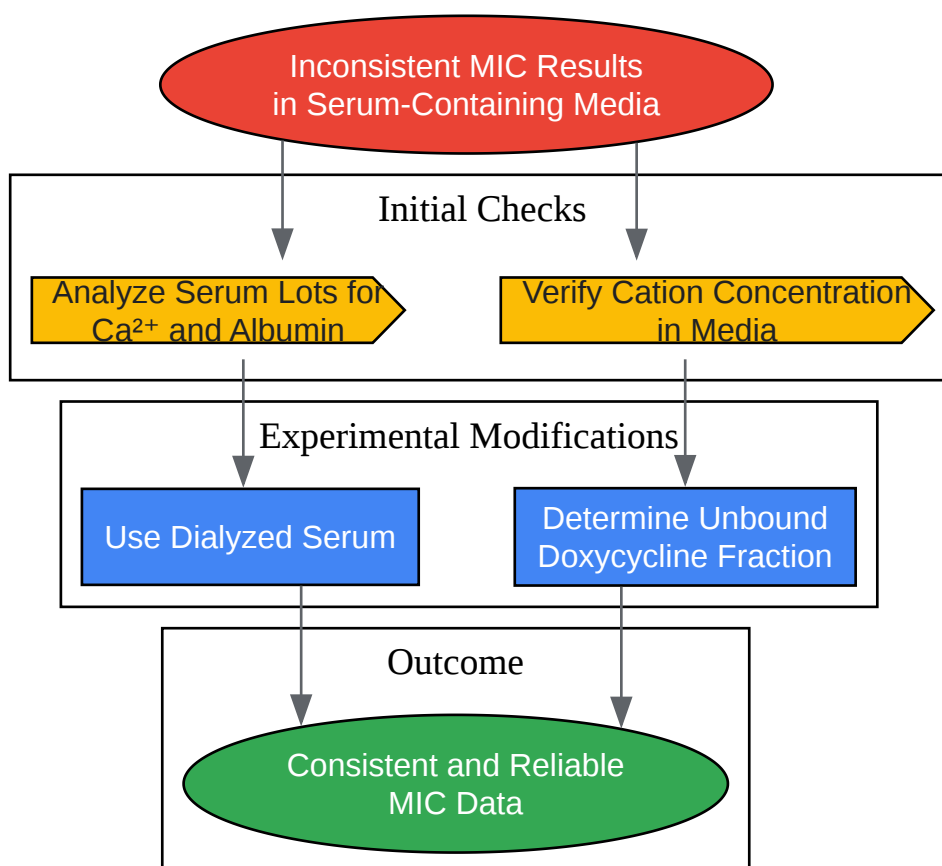 Inconsistent MIC Results
in Serum-Containing Media
Initial Checks
Analyze Serum Lots for
Ca²⁺ and Albumin
Verify Cation Concentration
in Media
Experimental Modifications
Use Dialyzed Serum
Determine Unbound
Doxycycline Fraction
Outcome
Consistent and Reliable
MIC Data